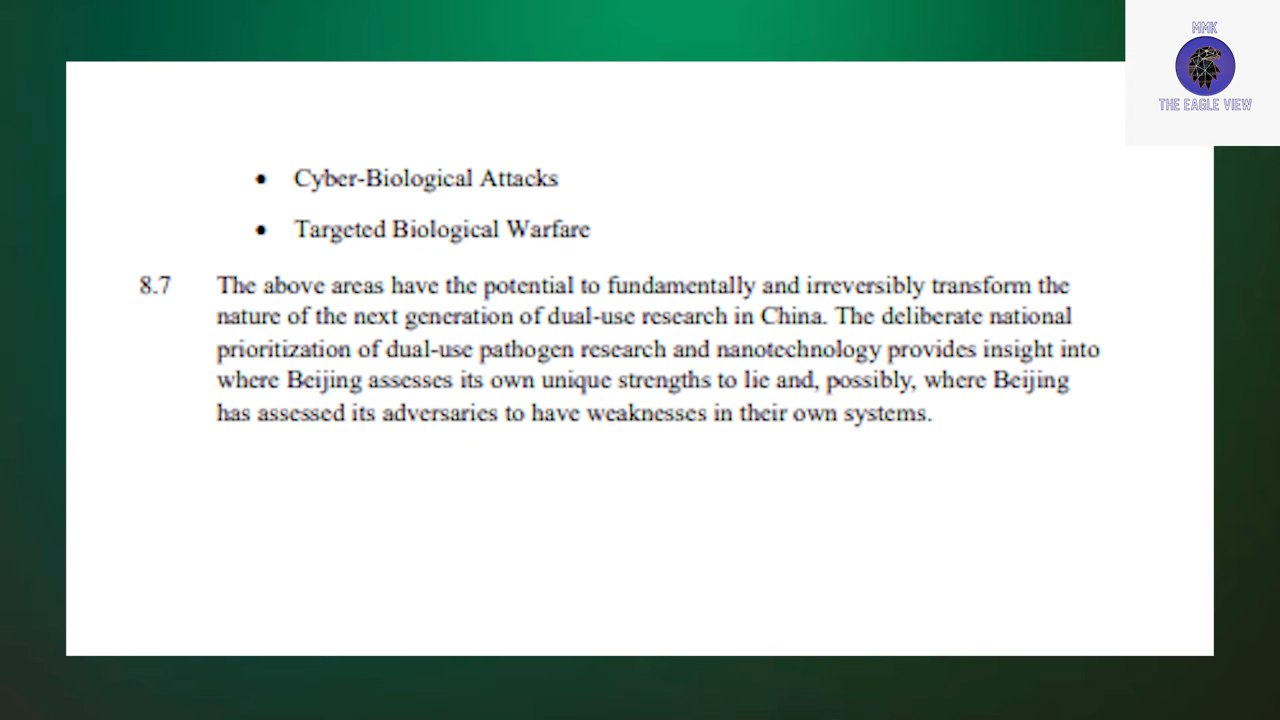 MMK
THE EAGLE VIEW
• Cyber-Biological Attacks
• Targeted Biological Warfare
8.7 The above areas have the potential to fundamentally and irreversibly transform the
nature of the next generation of dual-use research in China. The deliberate national
prioritization of dual-use pathogen research and nanotechnology provides insight into
where Beijing assesses its own unique strengths to lie and, possibly, where Beijing
has assessed its adversaries to have weaknesses in their own systems.